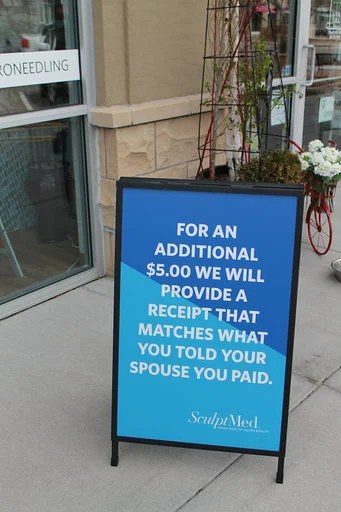 RONEEDLING
FOR AN
ADDITIONAL
$5.00 WE WILL
PROVIDE A
RECEIPT THAT
MATCHES WHAT
YOU TOLD YOUR
SPOUSE YOU PAID.
SculptMed